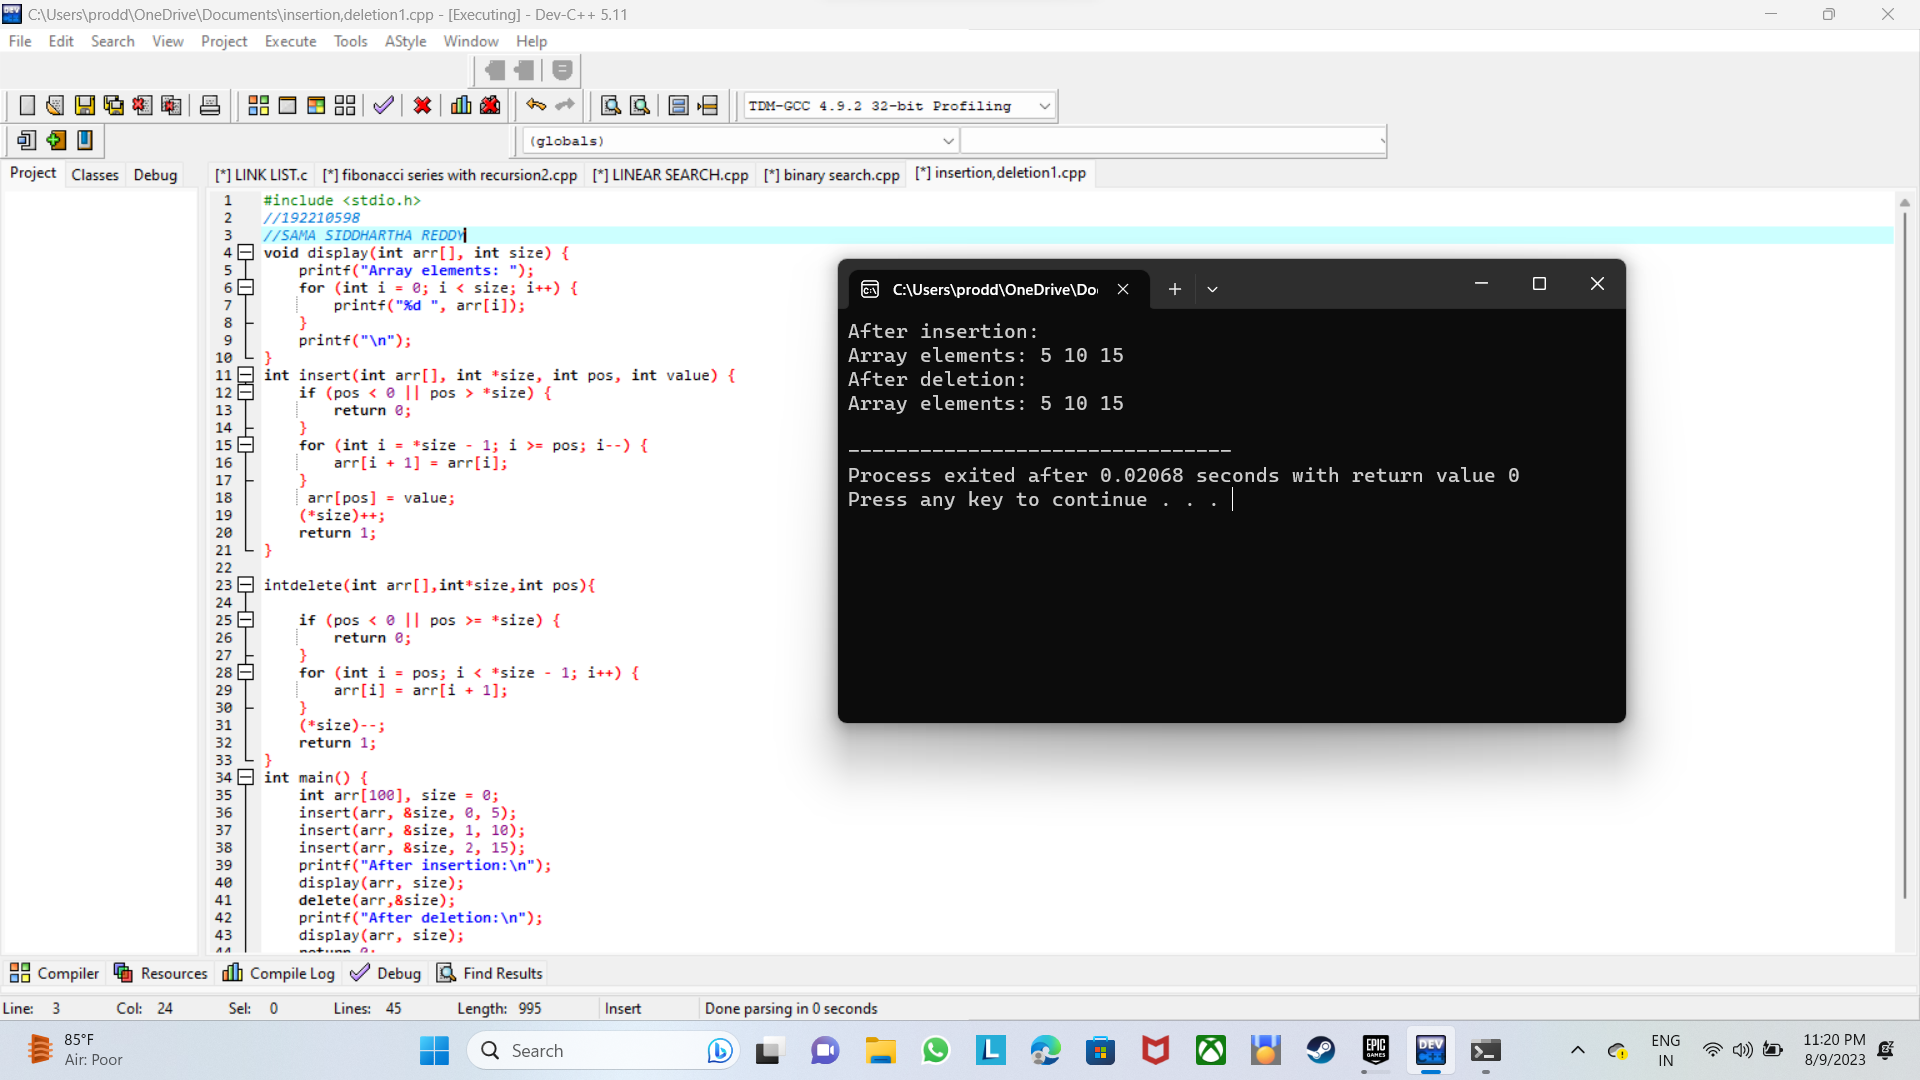 C:\Users\prodd\OneDrive\Documents\insertion,deletion1.cpp - [Executing] - Dev-C++ 5.11
File Edit Search View Project Execute Tools AStyle Window Help
TDM-GCC 4.9.2 32-bit Profiling
(globals)
Project Classes Debug
[*] LINK LIST.c [*] fibonacci series with recursion2.cpp [*] LINEAR SEARCH.cpp [*] binary search.cpp [*] insertion,deletion1.cpp
1 #include <stdio.h>
2 //192210598
3 //SAMA SIDDHARTHA REDDY
4 void display(int arr[], int size) {
5 printf("Array elements: ");
6 for (int i = 0; i < size; i++) {
7 printf("%d ", arr[i]);
8 }
9 printf("\n");
10 }
11 int insert(int arr[], int *size, int pos, int value) {
12 if (pos < 0 || pos > *size) {
13 return 0;
14 }
15 for (int i = *size - 1; i >= pos; i--) {
16 arr[i + 1] = arr[i];
17 }
18 arr[pos] = value;
19 (*size)++;
20 return 1;
21 }
22
23 intdelete(int arr[],int*size,int pos){
24
25 if (pos < 0 || pos >= *size) {
26 return 0;
27 }
28 for (int i = pos; i < *size - 1; i++) {
29 arr[i] = arr[i + 1];
30 }
31 (*size)--;
32 return 1;
33 }
34 int main() {
35 int arr[100], size = 0;
36 insert(arr, &size, 0, 5);
37 insert(arr, &size, 1, 10);
38 insert(arr, &size, 2, 15);
39 printf("After insertion:\n");
40 display(arr, size);
41 delete(arr,&size);
42 printf("After deletion:\n");
43 display(arr, size);
44 return 0;
C:\Users\prodd\OneDrive\Do
After insertion:
Array elements: 5 10 15
After deletion:
Array elements: 5 10 15
--------------------------------
Process exited after 0.02068 seconds with return value 0
Press any key to continue . . .
Compiler Resources Compile Log Debug Find Results
Line: 3 Col: 24 Sel: 0 Lines: 45 Length: 995 Insert Done parsing in 0 seconds
85°F
Air: Poor
Search
EPIC
GAMES
DEV
C++
ENG
IN
11:20 PM
8/9/2023